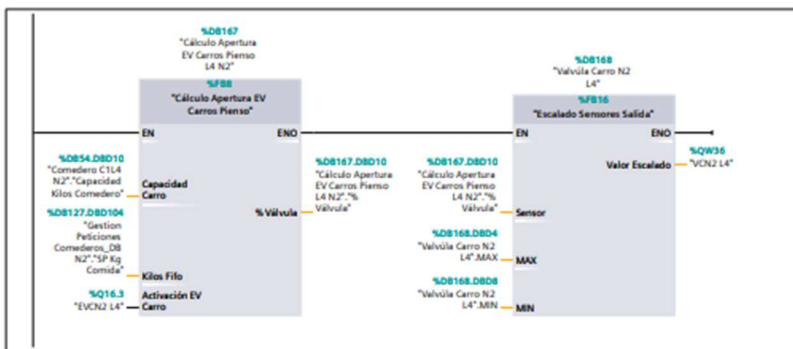 %DB167
"Cálculo Apertura
EV Carros Pienso
L4 N2"
%FB8
"Cálculo Apertura EV
Carros Pienso"
EN
ENO
%DB54.DBD10
"Comedero C1L4
N2"."Capacidad
Kilos Comedero"
Capacidad
Carro
%DB127.DBD104
"Gestion
Peticiones
Comederos_DB
N2"."SP Kg
Comida"
Kilos Fifo
%Q16.3
"EVCN2 L4"
Activación EV
Carro
% Válvula
%DB167.DBD10
"Cálculo Apertura
EV Carros Pienso
L4 N2"."%
Válvula"
%DB168
"Valvúla Carro N2
L4"
%FB16
"Escalado Sensores Salida"
EN
ENO
%DB167.DBD10
"Cálculo Apertura
EV Carros Pienso
L4 N2"."%
Válvula"
Sensor
%DB168.DBD4
"Valvúla Carro N2
L4".MAX
MAX
%DB168.DBD8
"Valvúla Carro N2
L4".MIN
MIN
Valor Escalado
%QW36
"VCN2 L4"